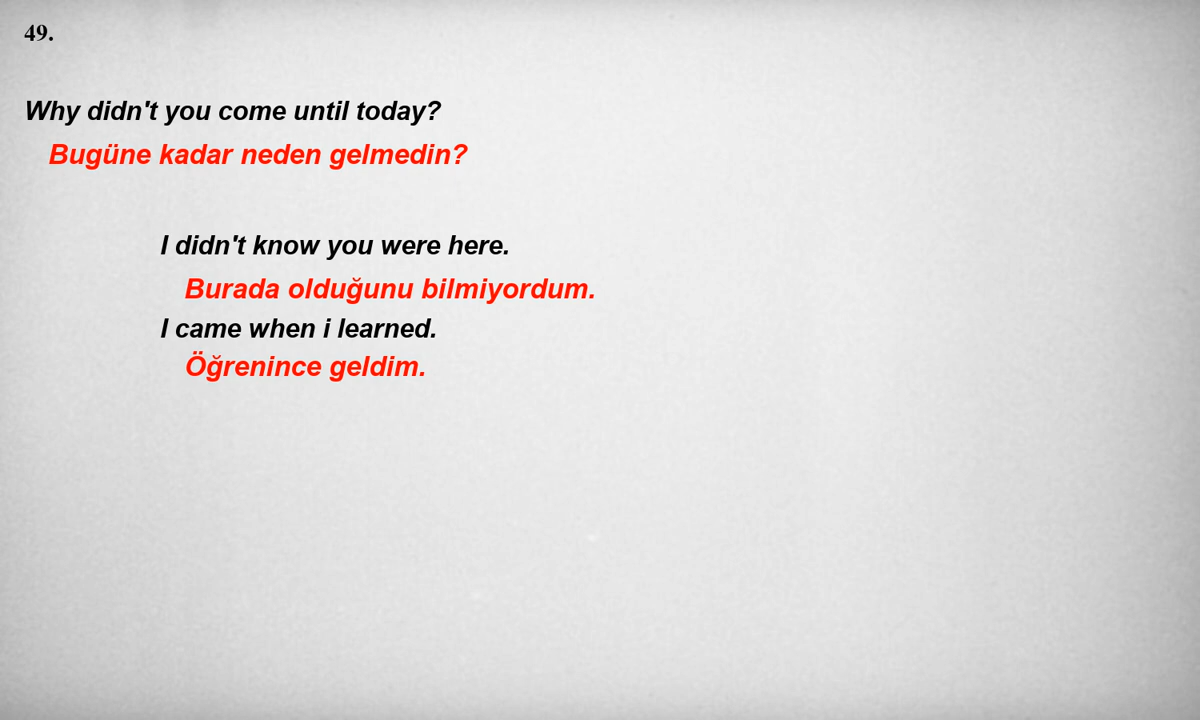 49.
Why didn't you come until today?
Bugüne kadar neden gelmedin?
I didn't know you were here.
Burada olduğunu bilmiyordum.
I came when i learned.
Öğrenince geldim.